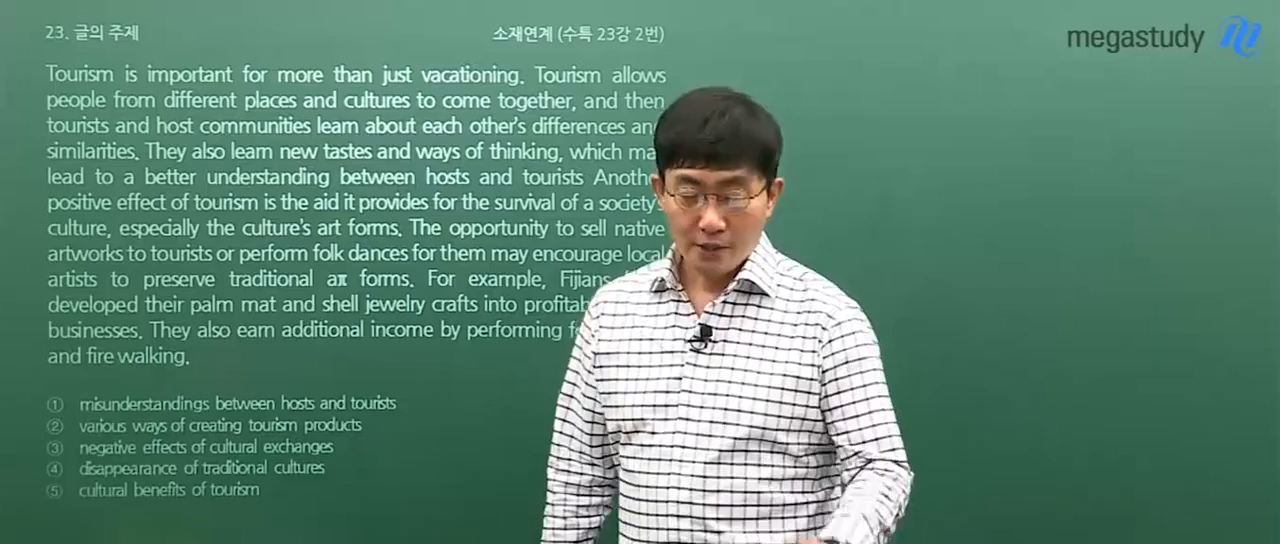 23. 글의 주제
소재연계 (수특 23강 2번)
megastudy
Tourism is important for more than just vacationing. Tourism allows
people from different places and cultures to come together, and then
tourists and host communities learn about each other's differences an
similarities. They also learn new tastes and ways of thinking, which ma
lead to a better understanding between hosts and tourists Anothe
positive effect of tourism is the aid it provides for the survival of a society'
culture, especially the culture's art forms. The opportunity to sell native
artworks to tourists or perform folk dances for them may encourage local
artists to preserve traditional art forms. For example, Fijians
developed their palm mat and shell jewelry crafts into profitab
businesses. They also earn additional income by performing f
and fire walking.
① misunderstandings between hosts and tourists
② various ways of creating tourism products
③ negative effects of cultural exchanges
④ disappearance of traditional cultures
⑤ cultural benefits of tourism